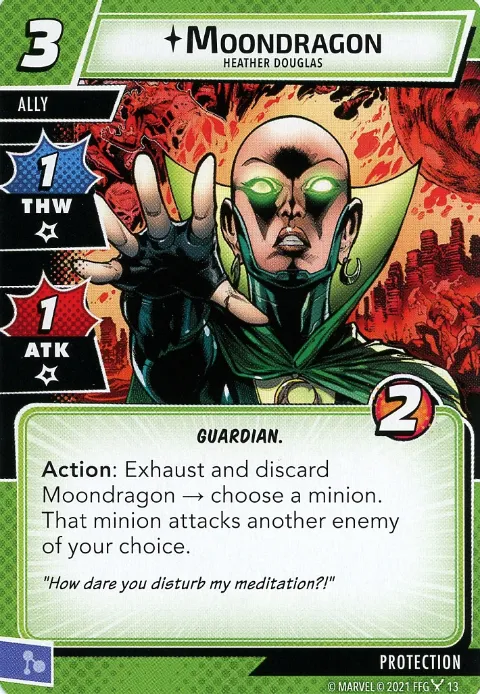 3
Moondragon
HEATHER DOUGLAS
ALLY
1
THW
1
ATK
2
GUARDIAN.
Action: Exhaust and discard
Moondragon → choose a minion.
That minion attacks another enemy
of your choice.
"How dare you disturb my meditation?!"
PROTECTION
© MARVEL © 2021 FFG 13